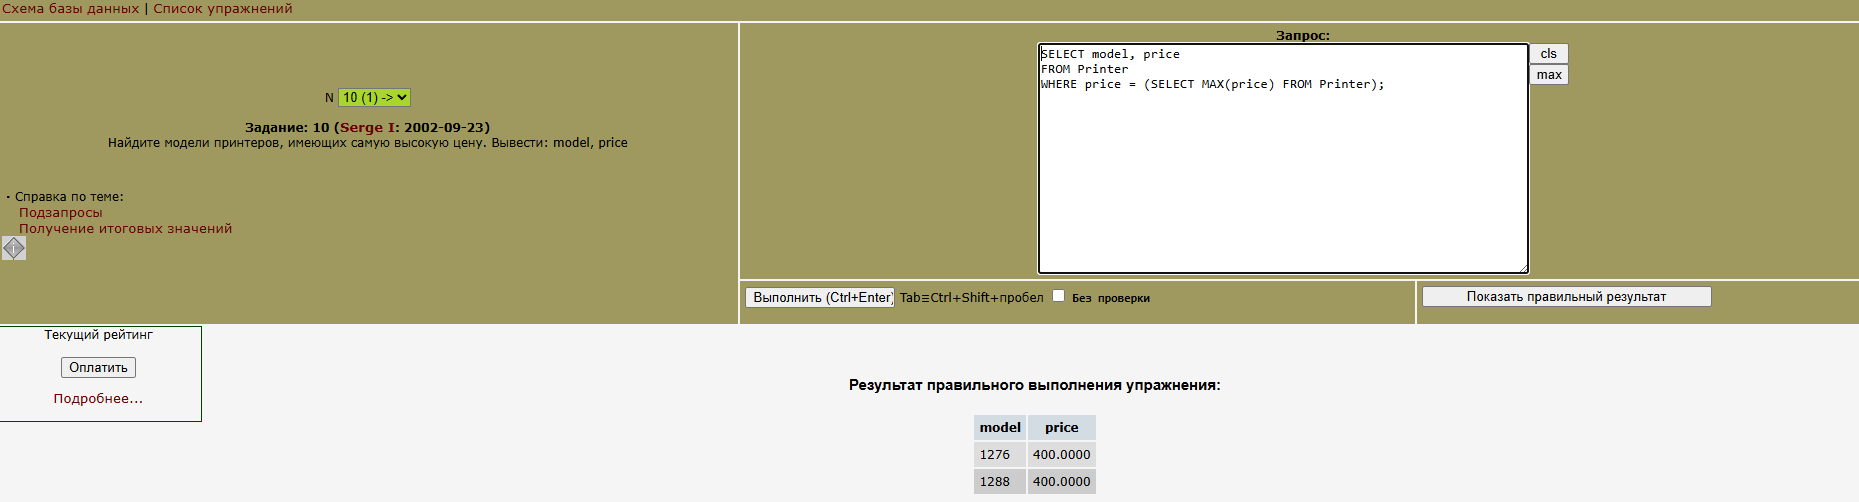 Схема базы данных | Список упражнений
N 10 (1) ->
Задание: 10 (Serge I: 2002-09-23)
Найдите модели принтеров, имеющих самую высокую цену. Вывести: model, price
· Справка по теме:
Подзапросы
Получение итоговых значений
Запрос:
SELECT model, price
FROM Printer
WHERE price = (SELECT MAX(price) FROM Printer);
cls
max
Выполнить (Ctrl+Enter) Tab≡Ctrl+Shift+пробел Без проверки
Показать правильный результат
Текущий рейтинг
Оплатить
Подробнее...
Результат правильного выполнения упражнения:
model price
1276 400.0000
1288 400.0000